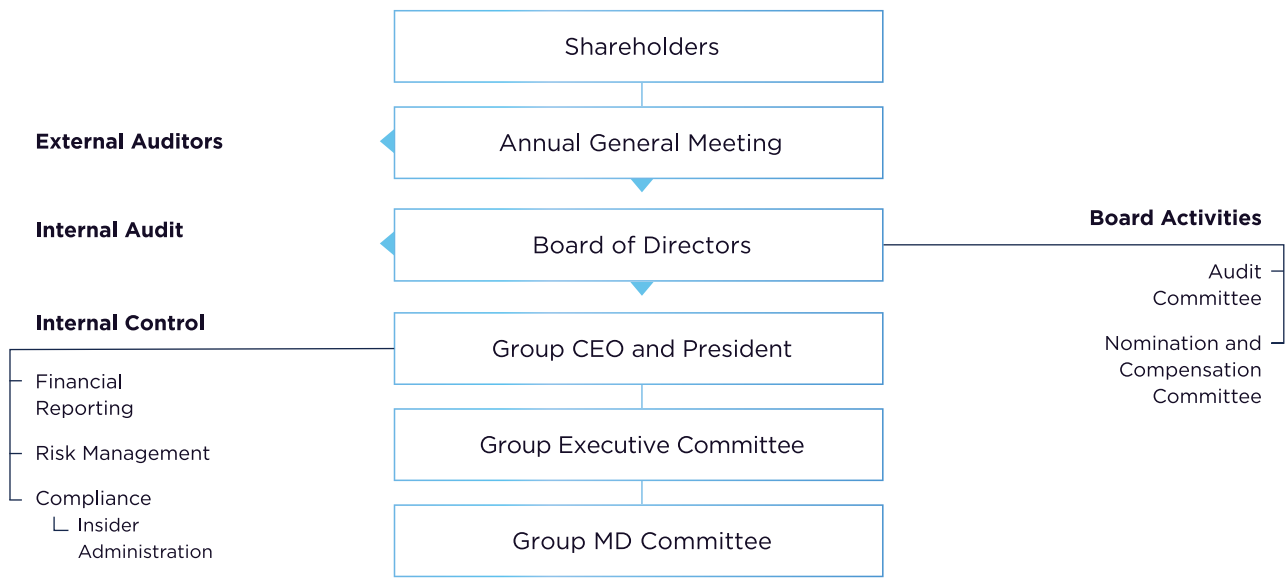 Shareholders
External Auditors
Annual General Meeting
Internal Audit
Board of Directors
Board Activities
Audit
Committee
Nomination and
Compensation
Committee
Internal Control
Group CEO and President
Financial
Reporting
Risk Management
Compliance
Insider
Administration
Group Executive Committee
Group MD Committee